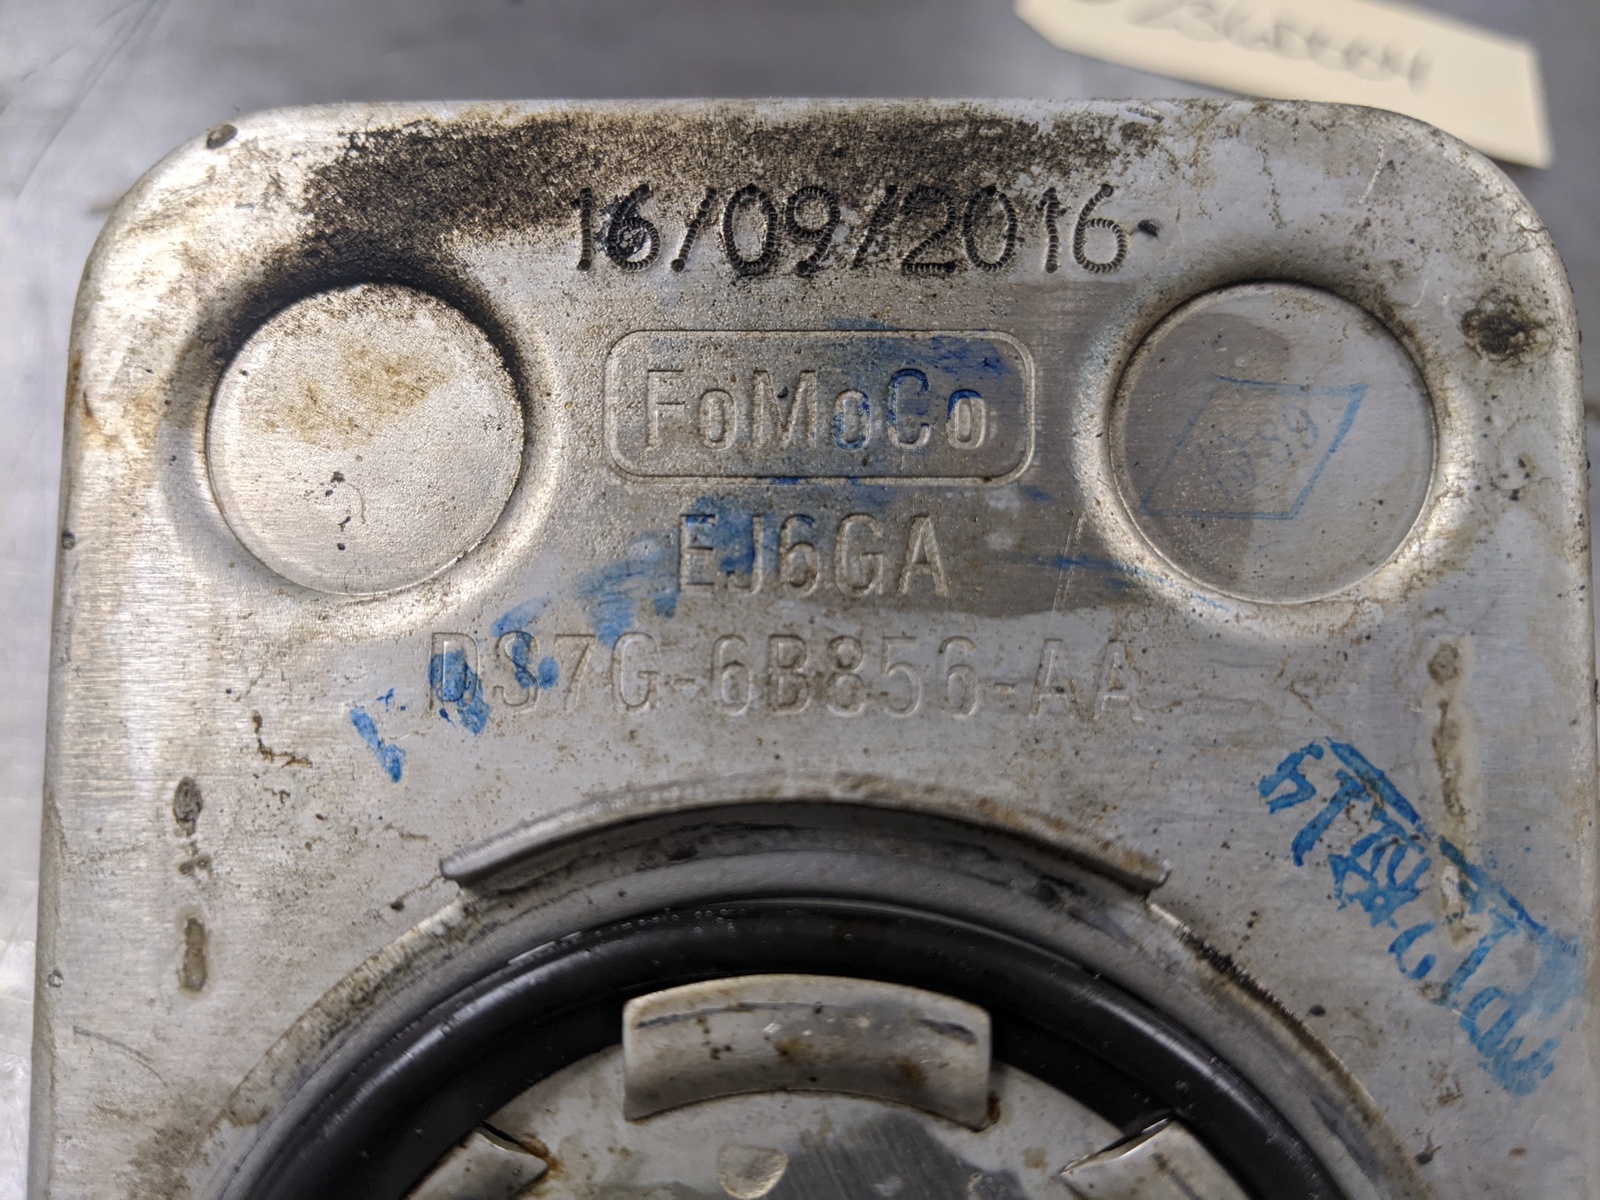 16/09/2016
FoMoCo
EJ6GA
DS7G-6B856-AA